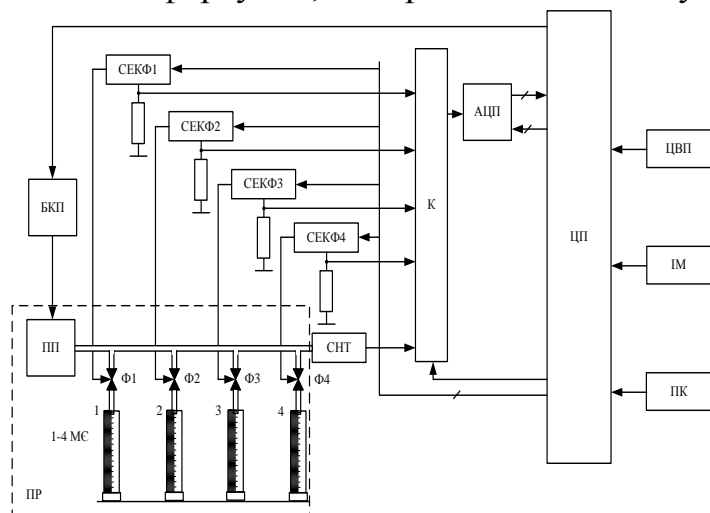 СЕКФ1
СЕКФ2
СЕКФ3
СЕКФ4
БКП
ПП
К
АЦП
ЦП
ЦВП
ІМ
ПК
СНТ
Ф1
Ф2
Ф3
Ф4
1
2
3
4
1-4 МЄ
ПР